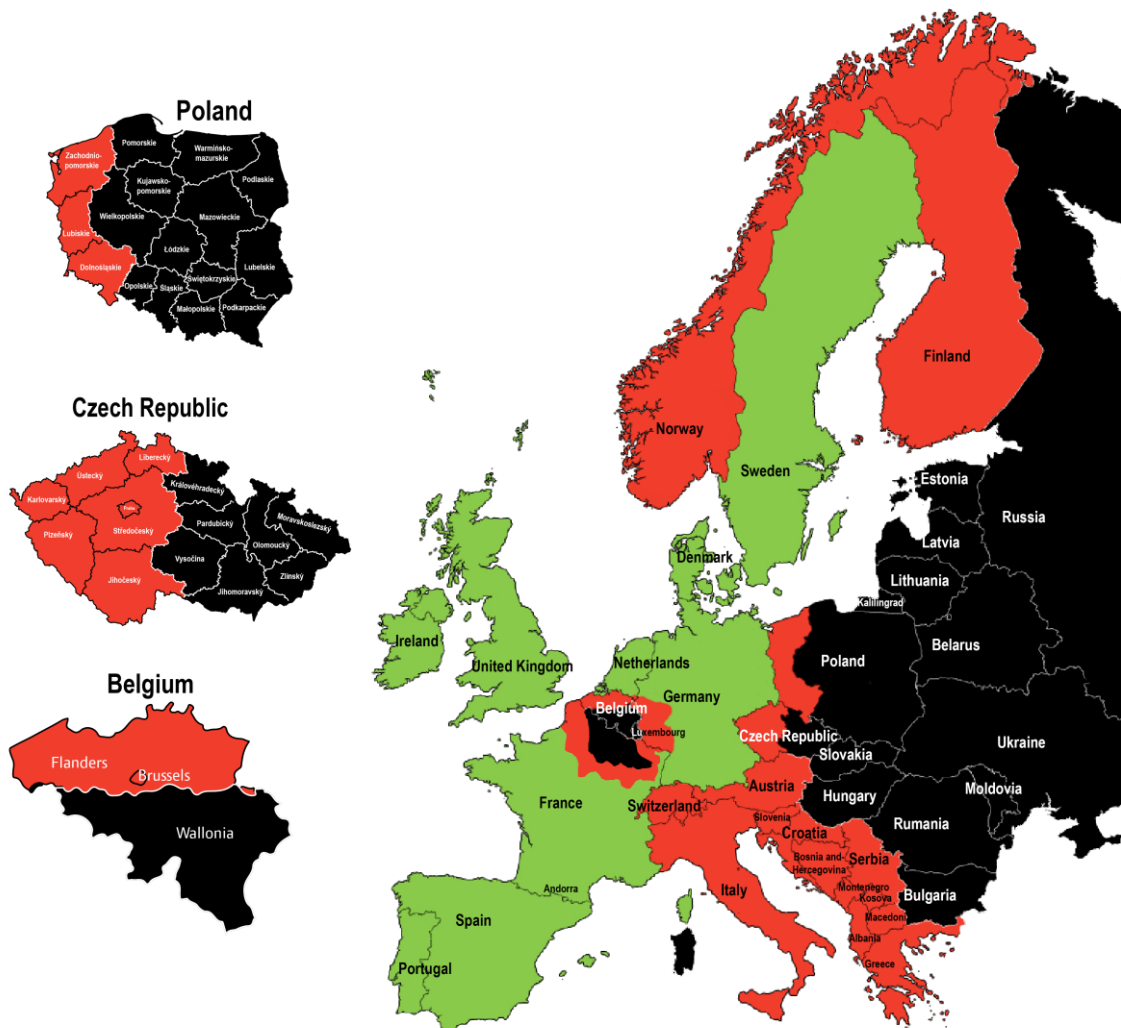 Poland
Zachodnio-
pomorskie
Pomorskie
Warmińsko-
mazurskie
Podlaskie
Kujawsko-
pomorskie
Wielkopolskie
Mazowieckie
Lubiskie
Łódzkie
Dolnośląskie
Lubelskie
Opolskie
Śląskie
Świętokrzyskie
Małopolskie
Podkarpackie
Czech Republic
Liberecký
Ústecký
Karlovarský
Královéhradecký
Plzeňský
Středočeský
Pardubický
Moravskoslezský
Olomoucký
Vysočina
Zlínský
Jihočeský
Jihomoravský
Belgium
Flanders
Brussels
Wallonia
Norway
Sweden
Finland
Estonia
Russia
Latvia
Denmark
Lithuania
Kalilingrad
Belarus
Ireland
United Kingdom
Netherlands
Poland
Germany
Belgium
Luxembourg
Czech Republic
Slovakia
Ukraine
Austria
Hungary
Moldovia
France
Switzerland
Slovenia
Croatia
Rumania
Bosnia and-
Hercegovina
Serbia
Montenegro
Kosova
Bulgaria
Andorra
Italy
Macedoni
Spain
Albania
Portugal
Greece